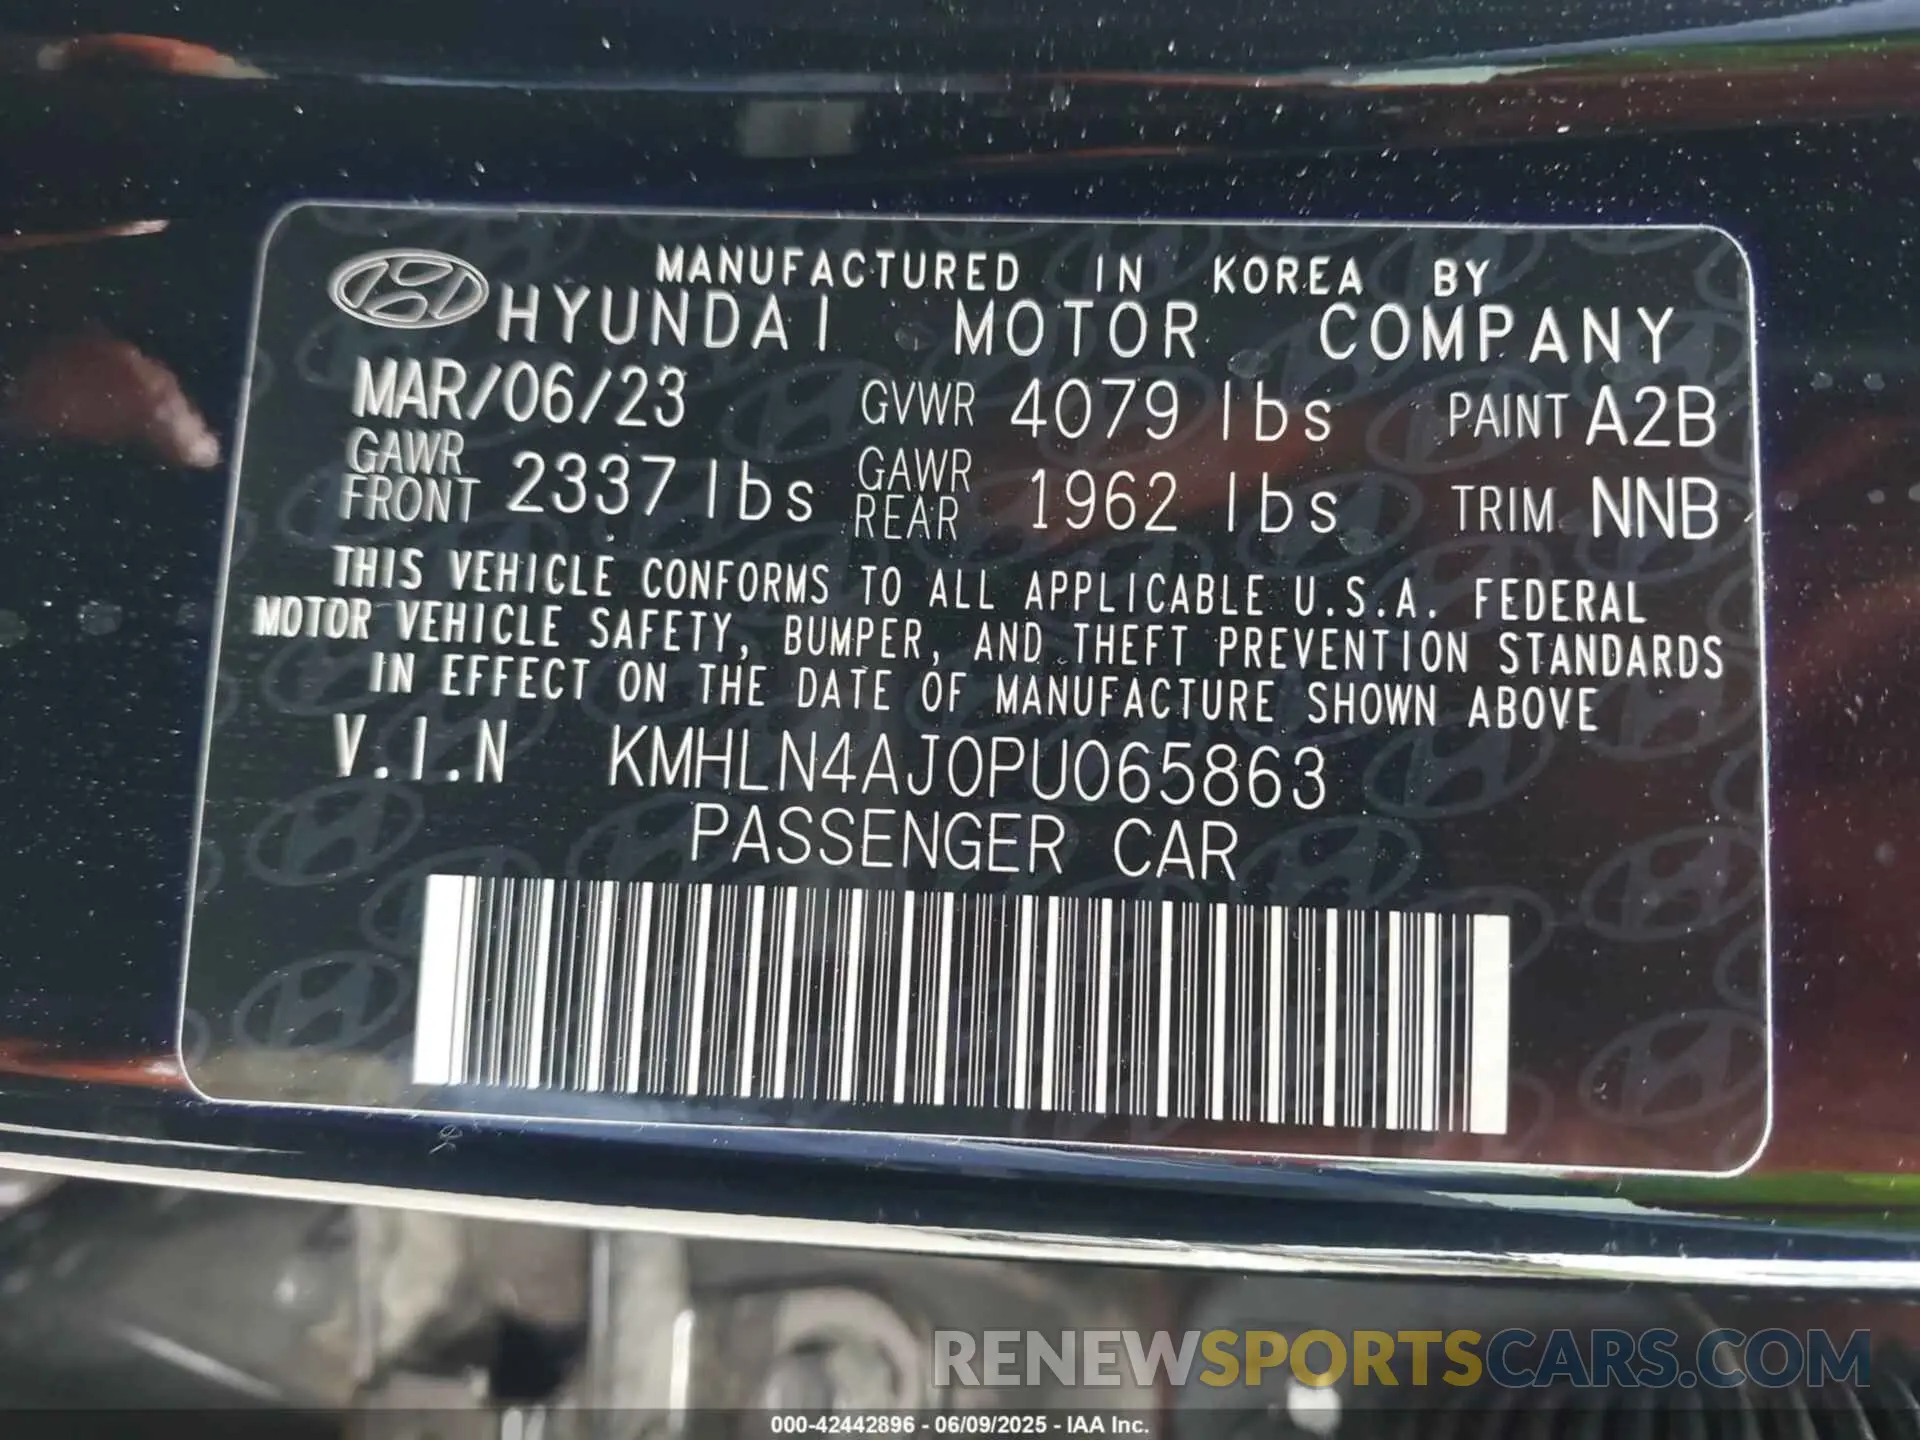 MANUFACTURED IN KOREA BY
HYUNDAI MOTOR COMPANY
MAR/06/23 GVWR 4079 lbs PAINT A2B
GAWR FRONT 2337 lbs GAWR REAR 1962 lbs TRIM NNB
THIS VEHICLE CONFORMS TO ALL APPLICABLE U.S.A. FEDERAL
MOTOR VEHICLE SAFETY, BUMPER, AND THEFT PREVENTION STANDARDS
IN EFFECT ON THE DATE OF MANUFACTURE SHOWN ABOVE
V.I.N KMHLN4AJ0PU065863
PASSENGER CAR
RENEWSPORTSCARS.COM
000-42442896 - 06/09/2025 - IAA Inc.